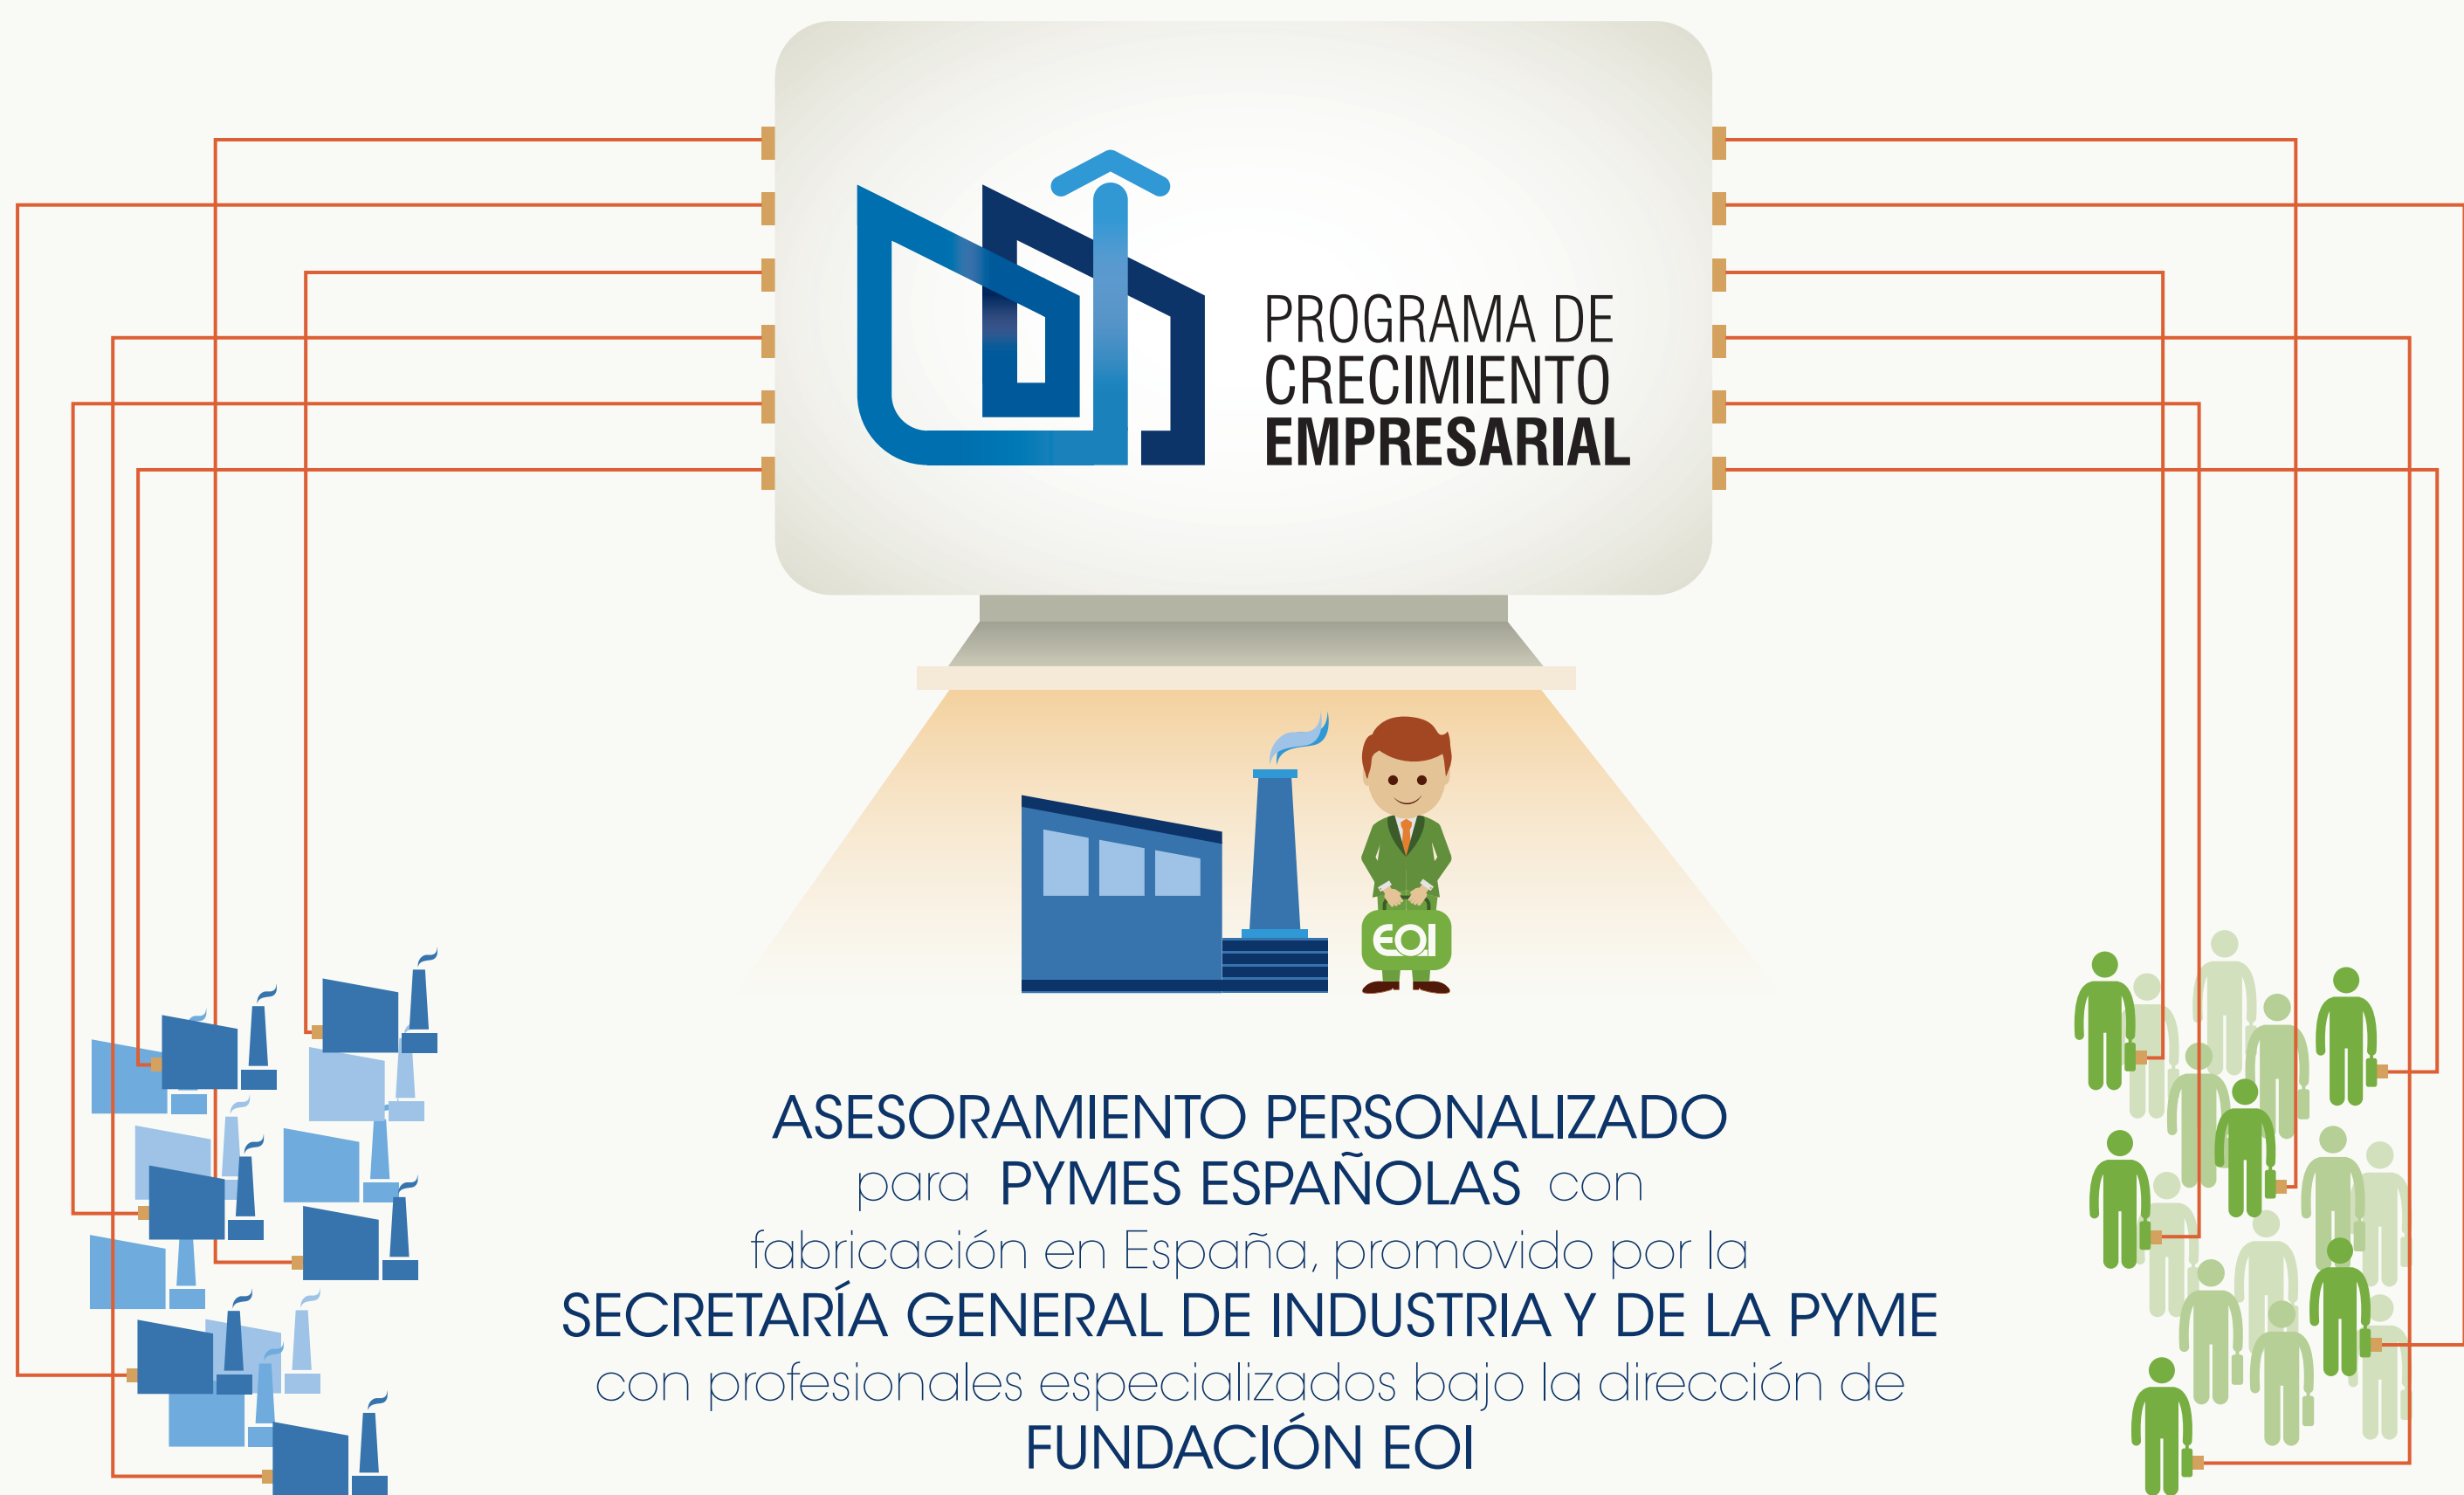 PROGRAMA DE
CRECIMIENTO
EMPRESARIAL
EOI
ASESORAMIENTO PERSONALIZADO
para PYMES ESPAÑOLAS con
fabricación en España, promovido por la
SECRETARÍA GENERAL DE INDUSTRIA Y DE LA PYME
con profesionales especializados bajo la dirección de
FUNDACIÓN EOI